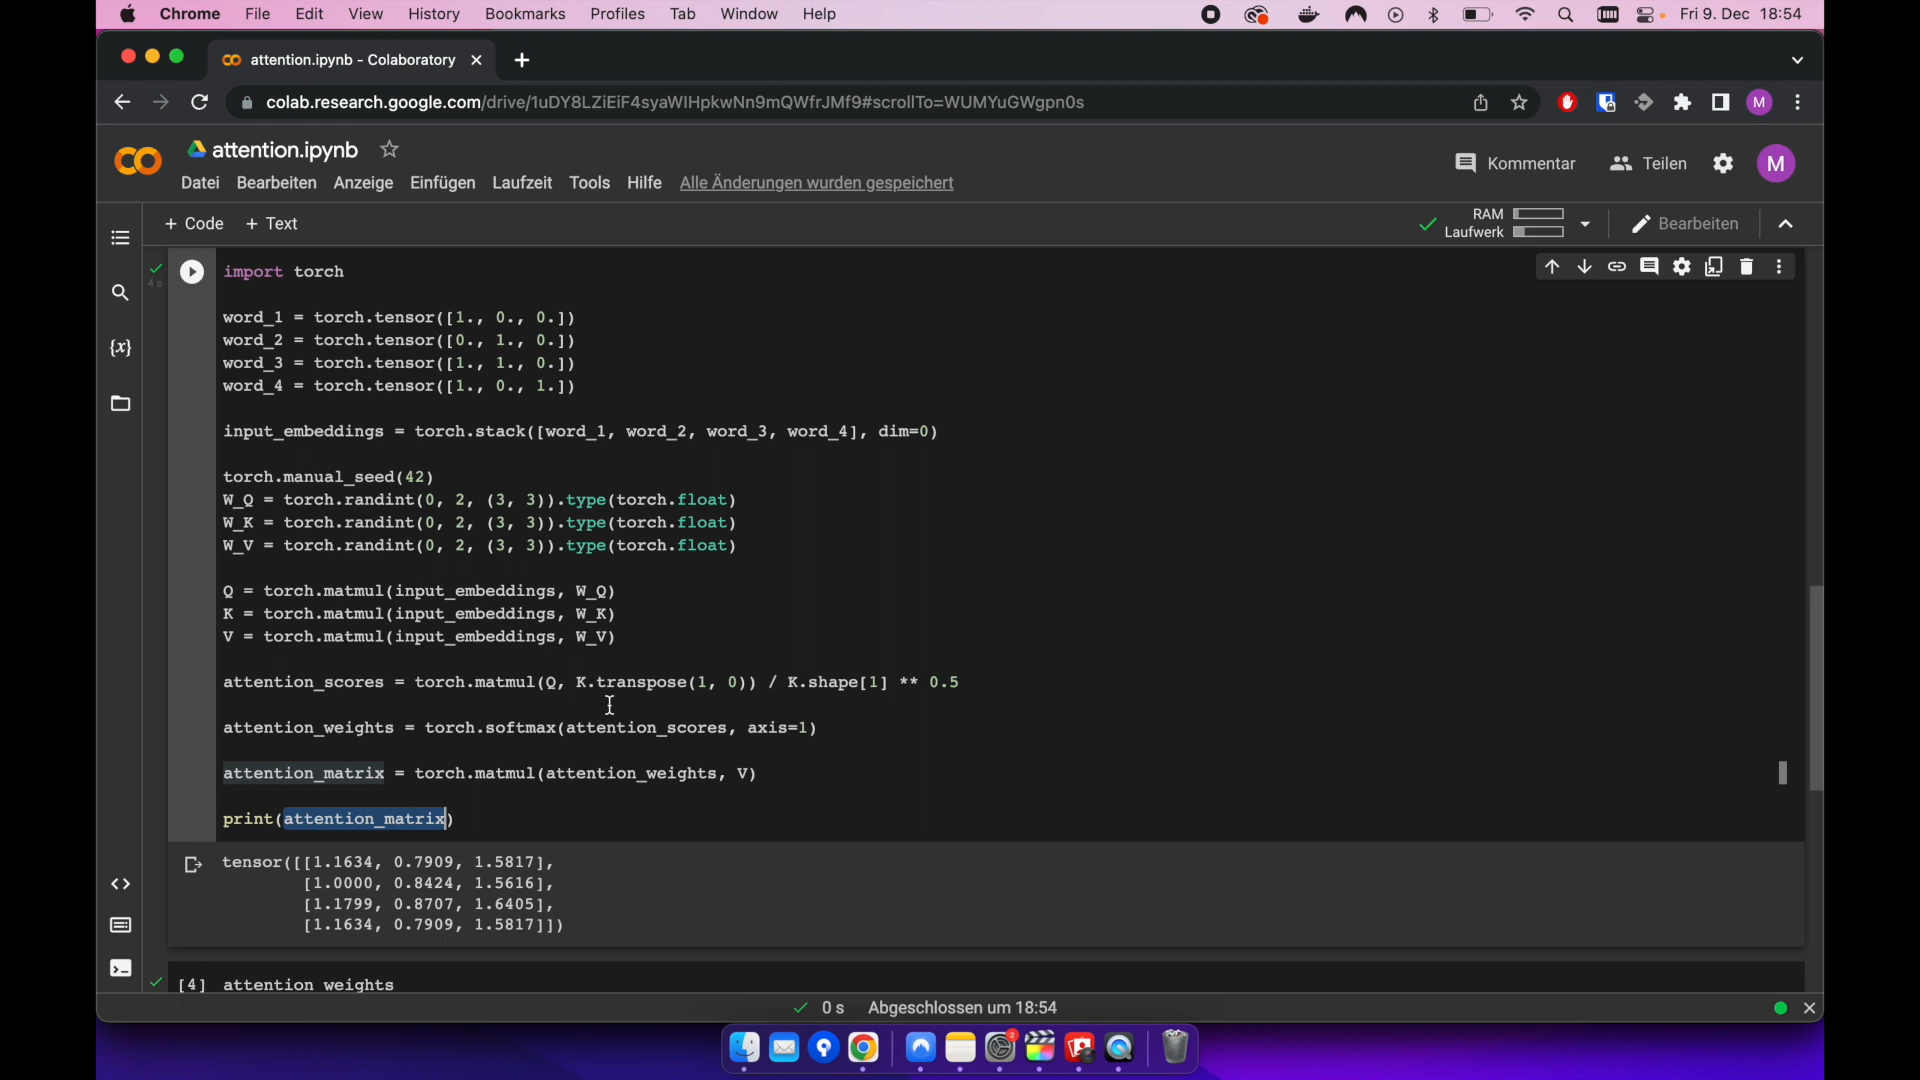 Chrome File Edit View History Bookmarks Profiles Tab Window Help Fri 9. Dec 18:54
attention.ipynb - Colaboratory
colab.research.google.com/drive/1uDY8LZiEiF4syaWIHpkwNn9mQWfrJMf9#scrollTo=WUMYuGWgpn0s M
attention.ipynb
Kommentar Teilen M
Datei Bearbeiten Anzeige Einfügen Laufzeit Tools Hilfe Alle Änderungen wurden gespeichert
+ Code + Text RAM
Laufwerk Bearbeiten
4 s
{x}
import torch
word_1 = torch.tensor([1., 0., 0.])
word_2 = torch.tensor([0., 1., 0.])
word_3 = torch.tensor([1., 1., 0.])
word_4 = torch.tensor([1., 0., 1.])
input_embeddings = torch.stack([word_1, word_2, word_3, word_4], dim=0)
torch.manual_seed(42)
W_Q = torch.randint(0, 2, (3, 3)).type(torch.float)
W_K = torch.randint(0, 2, (3, 3)).type(torch.float)
W_V = torch.randint(0, 2, (3, 3)).type(torch.float)
Q = torch.matmul(input_embeddings, W_Q)
K = torch.matmul(input_embeddings, W_K)
V = torch.matmul(input_embeddings, W_V)
attention_scores = torch.matmul(Q, K.transpose(1, 0)) / K.shape[1] ** 0.5
attention_weights = torch.softmax(attention_scores, axis=1)
attention_matrix = torch.matmul(attention_weights, V)
print(attention_matrix)
tensor([[1.1634, 0.7909, 1.5817],
[1.0000, 0.8424, 1.5616],
[1.1799, 0.8707, 1.6405],
[1.1634, 0.7909, 1.5817]])
[4] attention_weights
0 s Abgeschlossen um 18:54
2